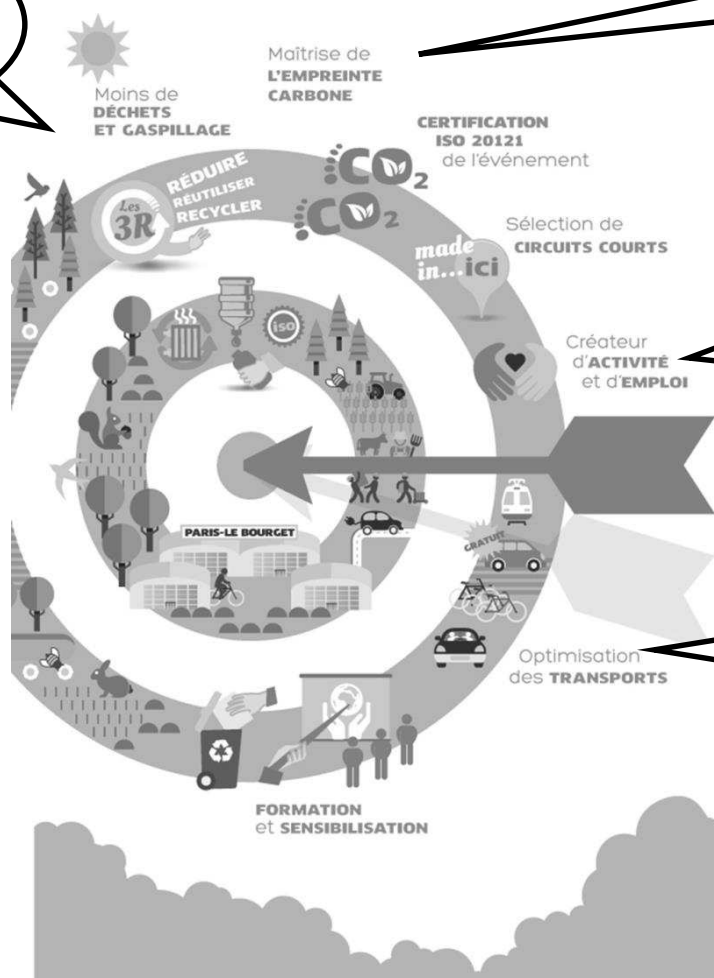 Maîtrise de
L'EMPREINTE
CARBONE
Moins de
DÉCHETS
ET GASPILLAGE
CERTIFICATION
ISO 20121
de l'événement
RÉDUIRE
RÉUTILISER
RECYCLER
Les
3R
CO2
CO2
Sélection de
CIRCUITS COURTS
made
in...ici
iso
Créateur
d'ACTIVITÉ
et d'EMPLOI
PARIS-LE BOURGET
GRATUIT
Optimisation
des TRANSPORTS
FORMATION
et SENSIBILISATION